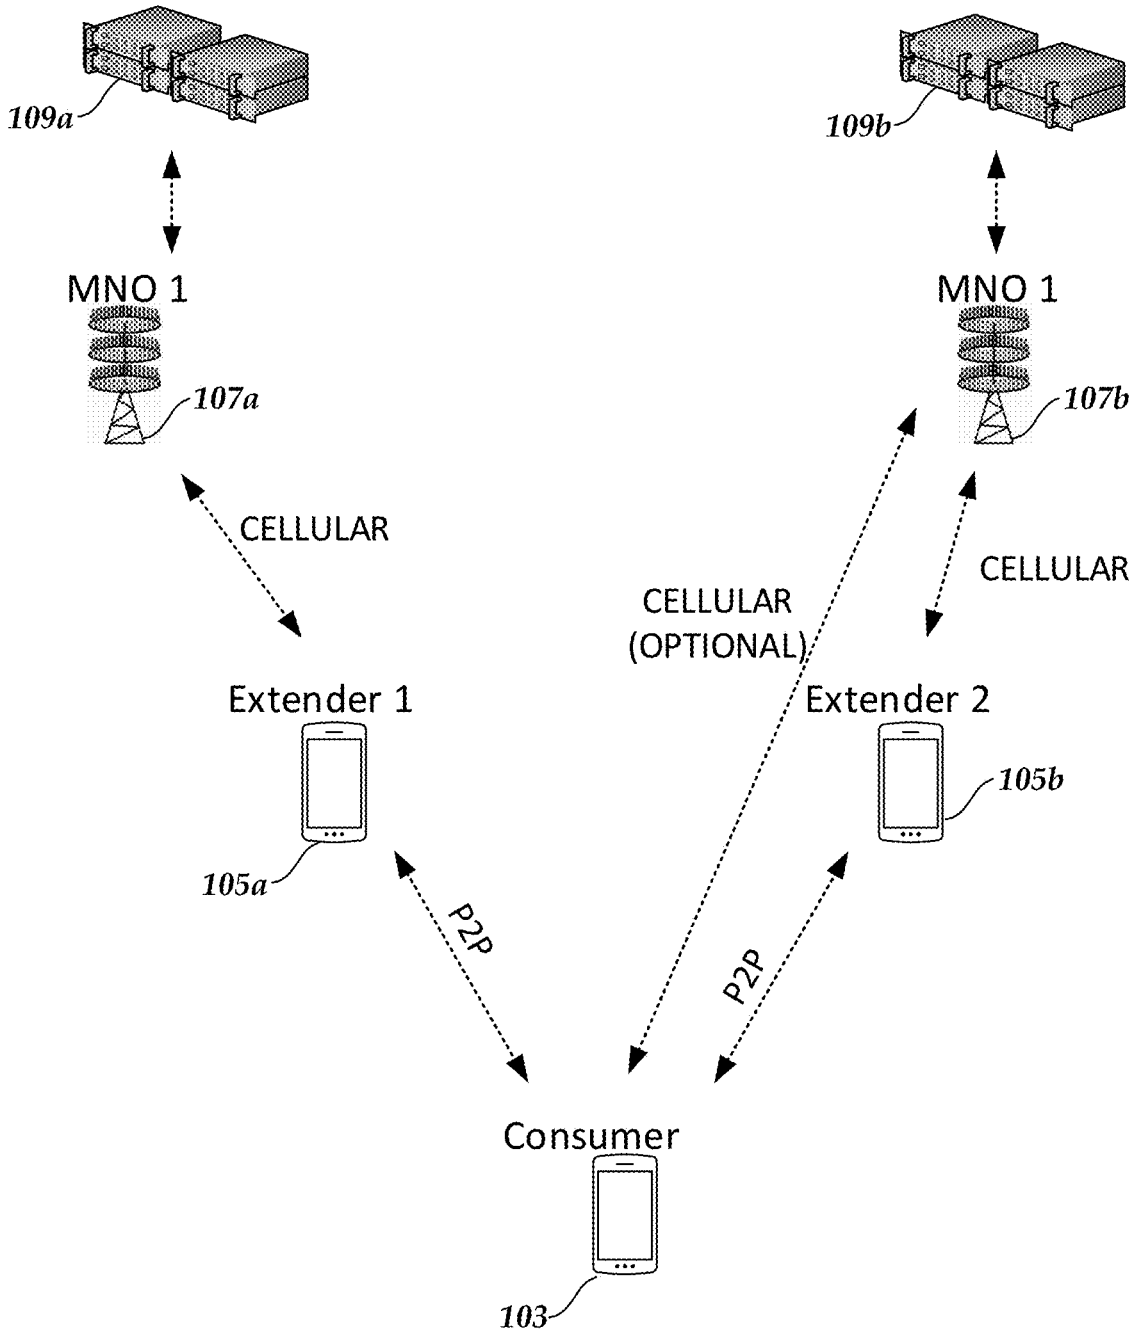 109a
109b
MNO 1
MNO 1
107a
107b
CELLULAR
CELLULAR
CELLULAR
(OPTIONAL)
Extender 1
Extender 2
105b
105a
P2P
P2P
Consumer
103